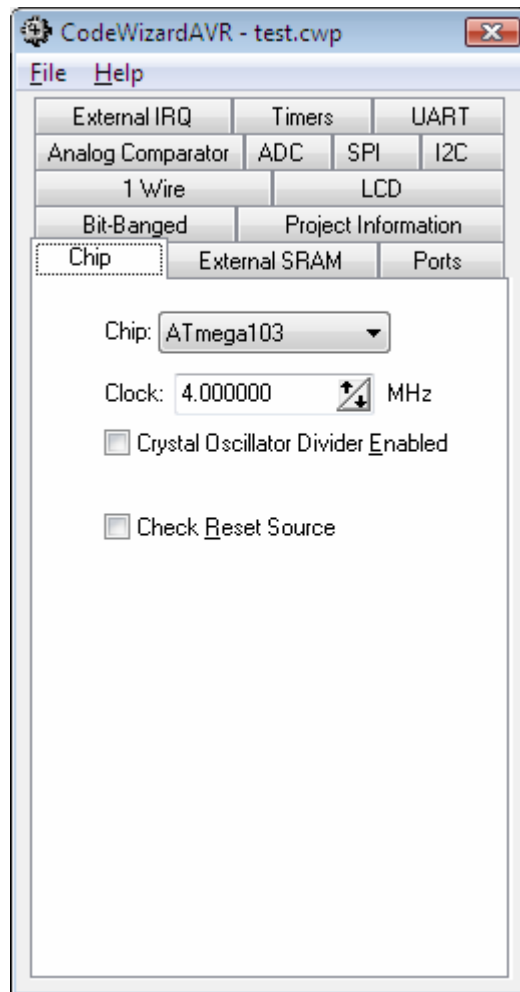 CodeWizardAVR - test.cwp
File Help
External IRQ Timers UART
Analog Comparator ADC SPI I2C
1 Wire LCD
Bit-Banged Project Information
Chip External SRAM Ports
Chip: ATmega103
Clock: 4.000000 MHz
Crystal Oscillator Divider Enabled
Check Reset Source